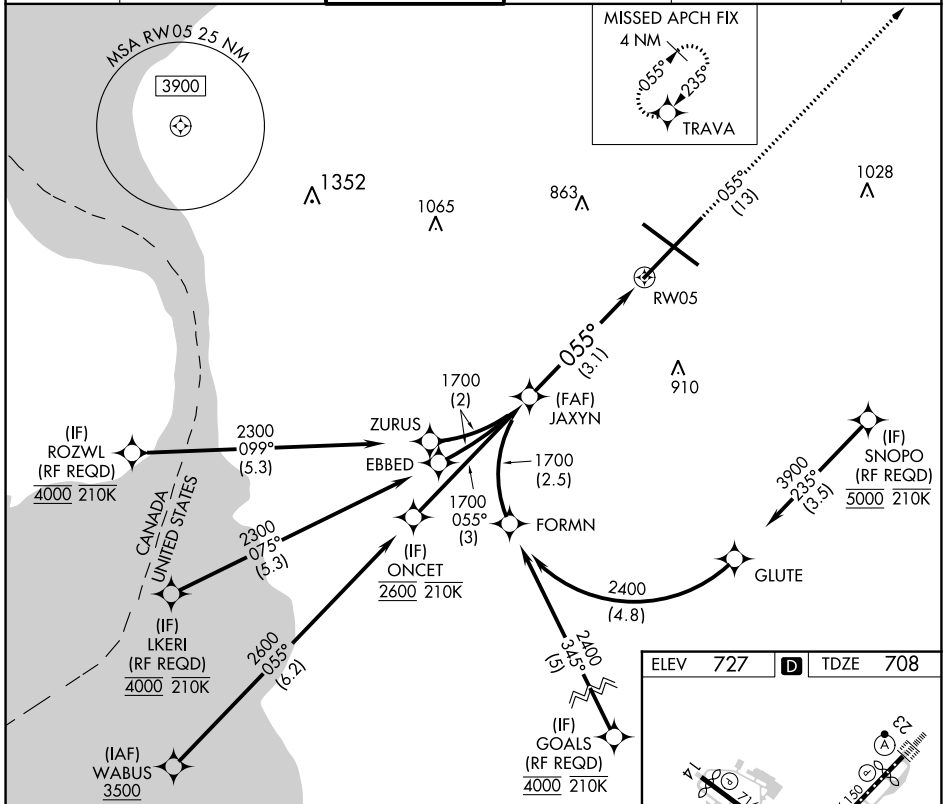 MSA RW05 25 NM
3900
MISSED APCH FIX
4 NM
055°
235°
TRAVA
1352
1065
863
1028
055°
(13)
RW05
910
055°
(3.1)
(FAF)
JAXYN
1700
(2)
ZURUS
EBBED
(IF)
ROZWL
(RF REQD)
4000 210K
2300
099°
(5.3)
1700
(2.5)
1700
055°
(3)
FORMN
(IF)
SNOPO
(RF REQD)
5000 210K
3900
235°
(3.5)
CANADA
UNITED STATES
2300
075°
(5.3)
(IF)
ONCET
2600 210K
GLUTE
2400
(4.8)
(IF)
LKERI
(RF REQD)
4000 210K
2600
055°
(6.2)
2400
345°
(5)
(IF)
GOALS
(RF REQD)
4000 210K
(IAF)
WABUS
3500
ELEV 727 D TDZE 708
23
A
14
P
P
150